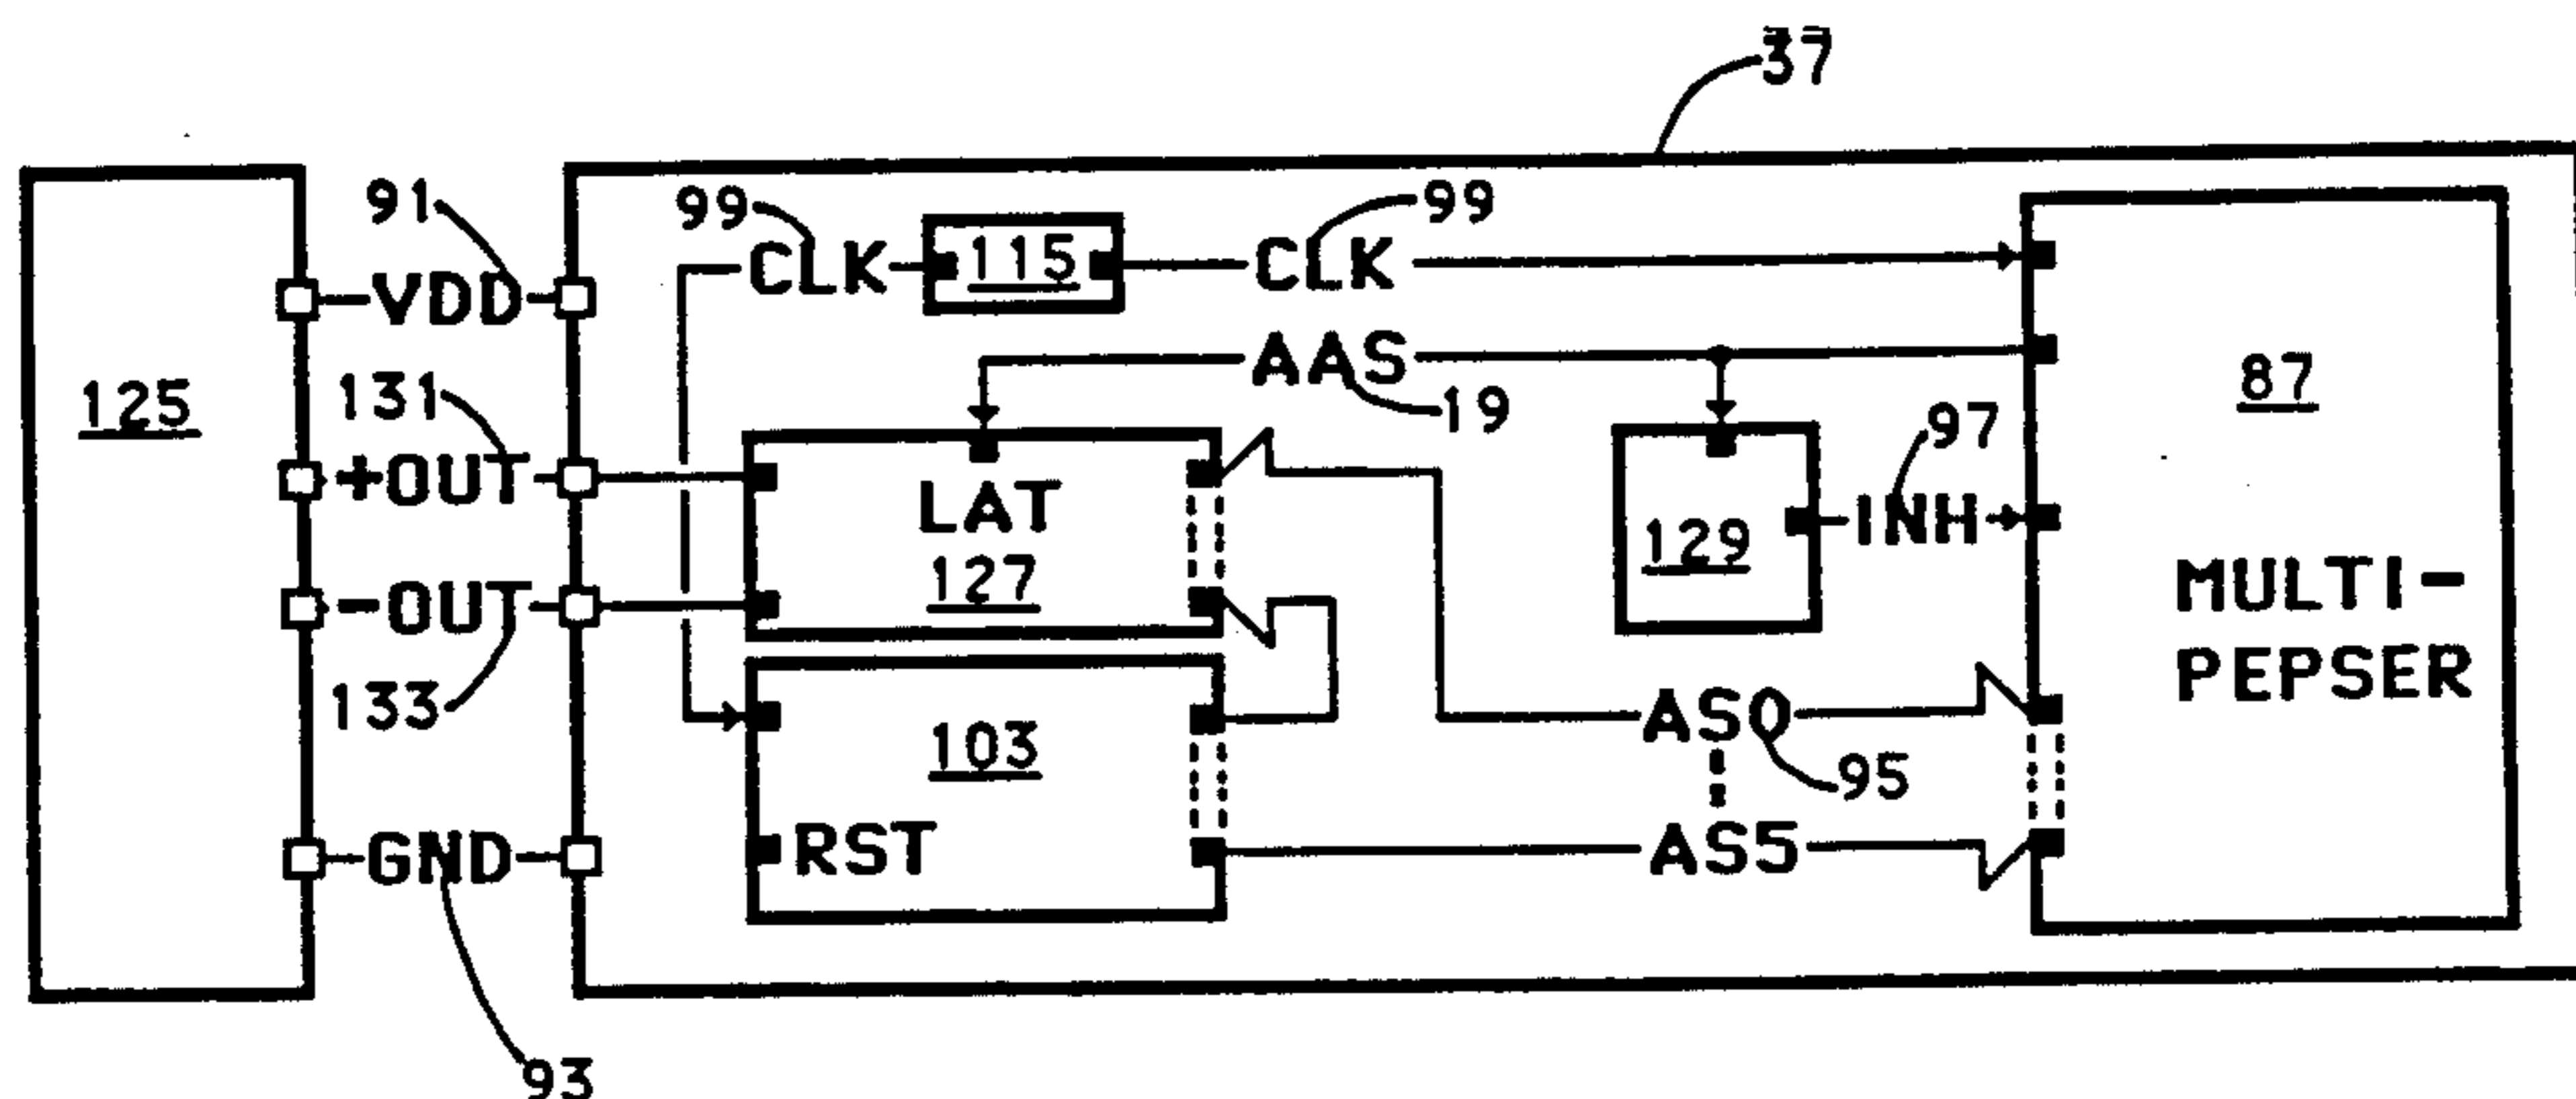 37
91
99
99
CLK
115
CLK
VDD
AAS
19
125
131
87
97
+OUT
LAT
INH
129
127
MULTI-
PEPSER
-OUT
133
103
AS0
95
RST
AS5
GND
93